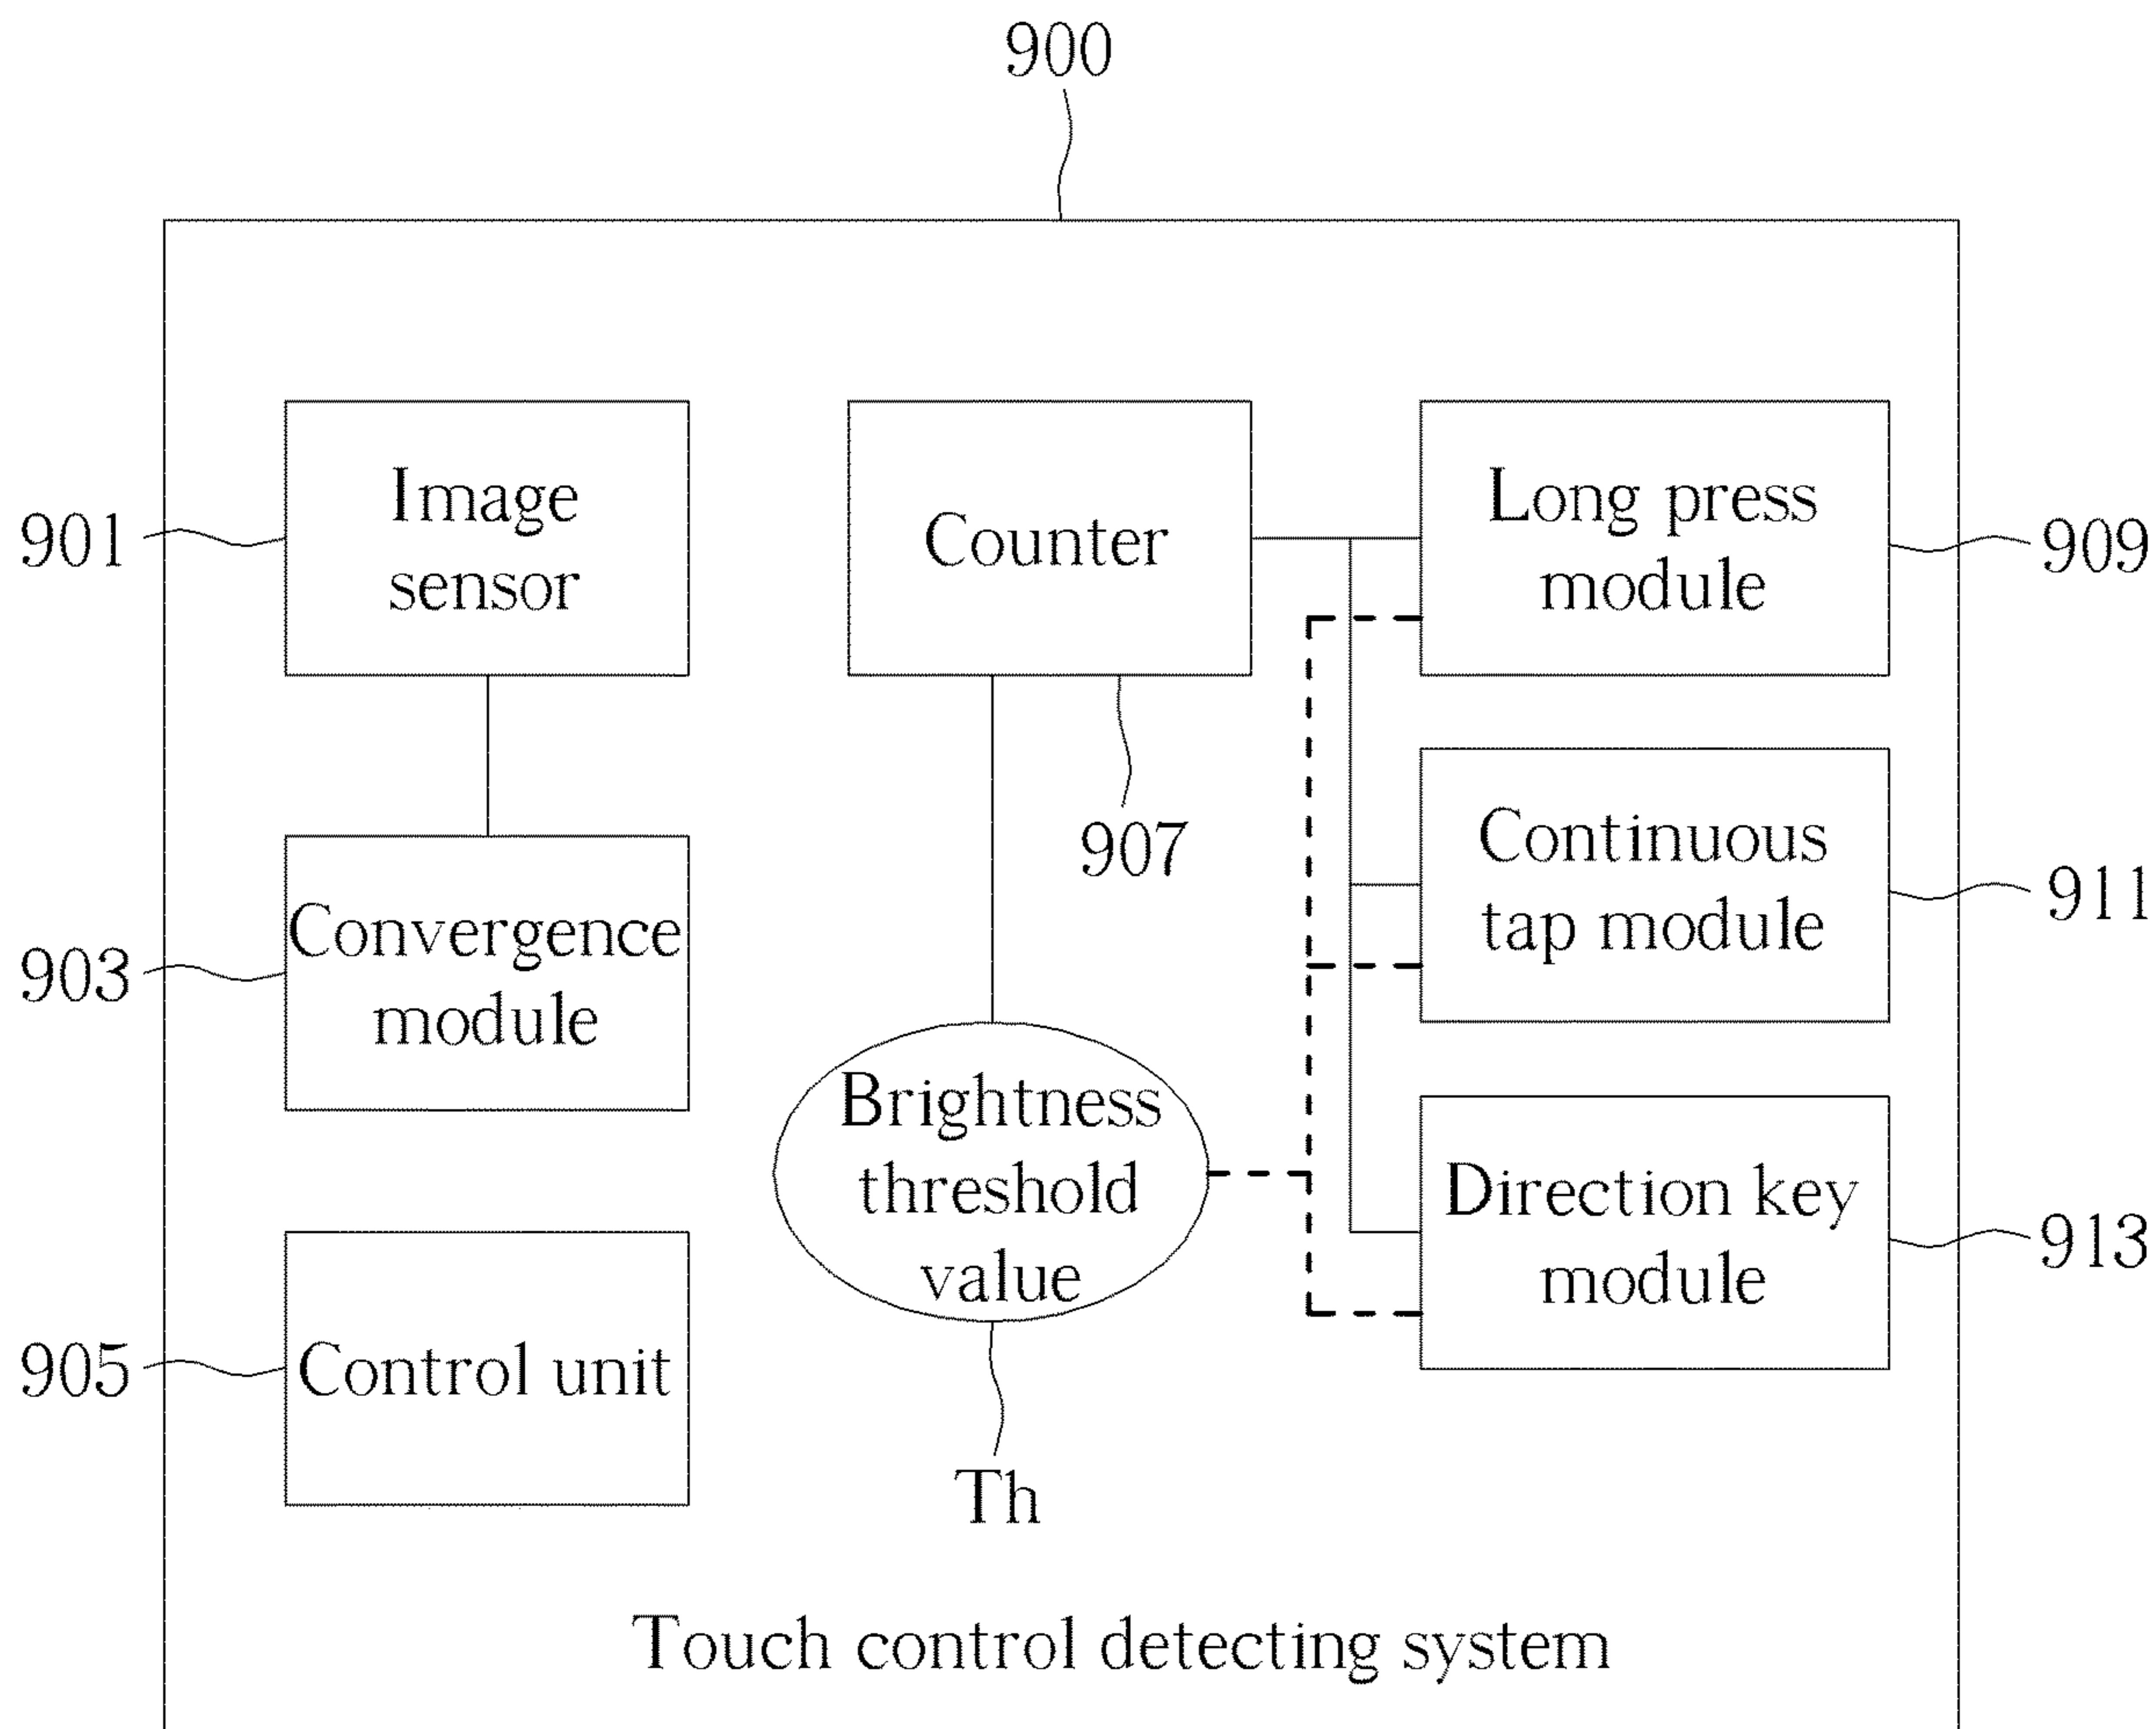 900
Image
sensor
901
Counter
907
Long press
module
909
Continuous
tap module
911
Convergence
module
903
Brightness
threshold
value
Th
Direction key
module
913
Control unit
905
Touch control detecting system